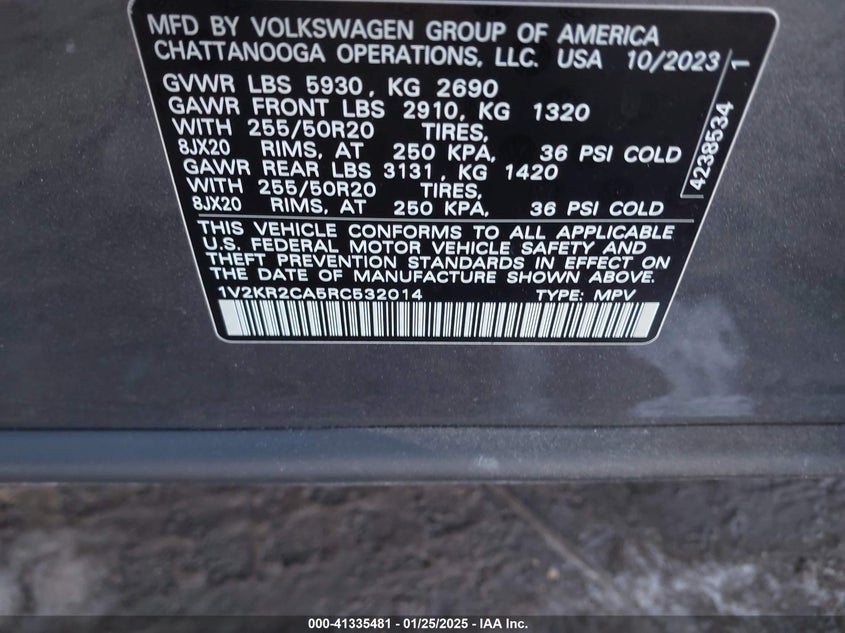 MFD BY VOLKSWAGEN GROUP OF AMERICA
CHATTANOOGA OPERATIONS, LLC. USA 10/2023
GVWR LBS 5930, KG 2690
GAWR FRONT LBS 2910, KG 1320
WITH 255/50R20 TIRES,
8JX20 RIMS, AT 250 KPA, 36 PSI COLD
GAWR REAR LBS 3131, KG 1420
WITH 255/50R20 TIRES,
8JX20 RIMS, AT 250 KPA, 36 PSI COLD
4238534 1
THIS VEHICLE CONFORMS TO ALL APPLICABLE
U.S. FEDERAL MOTOR VEHICLE SAFETY AND
THEFT PREVENTION STANDARDS IN EFFECT ON
THE DATE OF MANUFACTURE SHOWN ABOVE.
1V2KR2CA5RC532014 TYPE: MPV
000-41335481 - 01/25/2025 - IAA Inc.